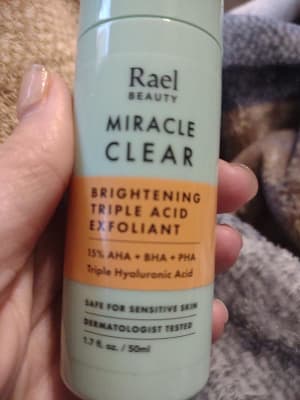 Rael
BEAUTY
MIRACLE
CLEAR
BRIGHTENING
TRIPLE ACID
EXFOLIANT
15% AHA + BHA + PHA
Triple Hyaluronic Acid
SAFE FOR SENSITIVE SKIN
DERMATOLOGIST TESTED
1.7 fl. oz. / 50ml